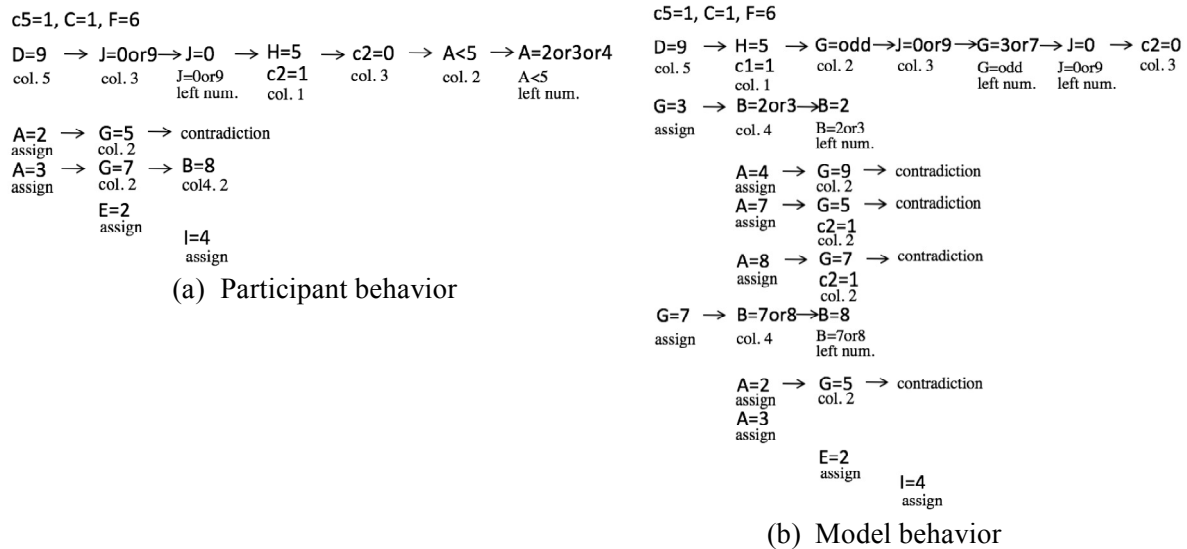 c5=1, C=1, F=6
D=9 → J=0or9 → J=0 → H=5 → c2=0 → A<5 → A=2or3or4
col. 5 col. 3 J=0or9 left num. c2=1 col. 1 col. 3 col. 2 A<5 left num.
A=2 → G=5 → contradiction
assign col. 2
A=3 → G=7 → B=8
assign col. 2 col4. 2
E=2
assign
I=4
assign
(a) Participant behavior
c5=1, C=1, F=6
D=9 → H=5 → G=odd → J=0or9 → G=3or7 → J=0 → c2=0
col. 5 c1=1 col. 1 col. 2 col. 3 G=odd left num. J=0or9 left num. col. 3
G=3 → B=2or3 → B=2
assign col. 4 B=2or3
left num.
A=4 → G=9 → contradiction
assign col. 2
A=7 → G=5 → contradiction
assign c2=1
col. 2
A=8 → G=7 → contradiction
assign c2=1
col. 2
G=7 → B=7or8 → B=8
assign col. 4 B=7or8
left num.
A=2 → G=5 → contradiction
assign col. 2
A=3
assign
E=2
assign
I=4
assign
(b) Model behavior